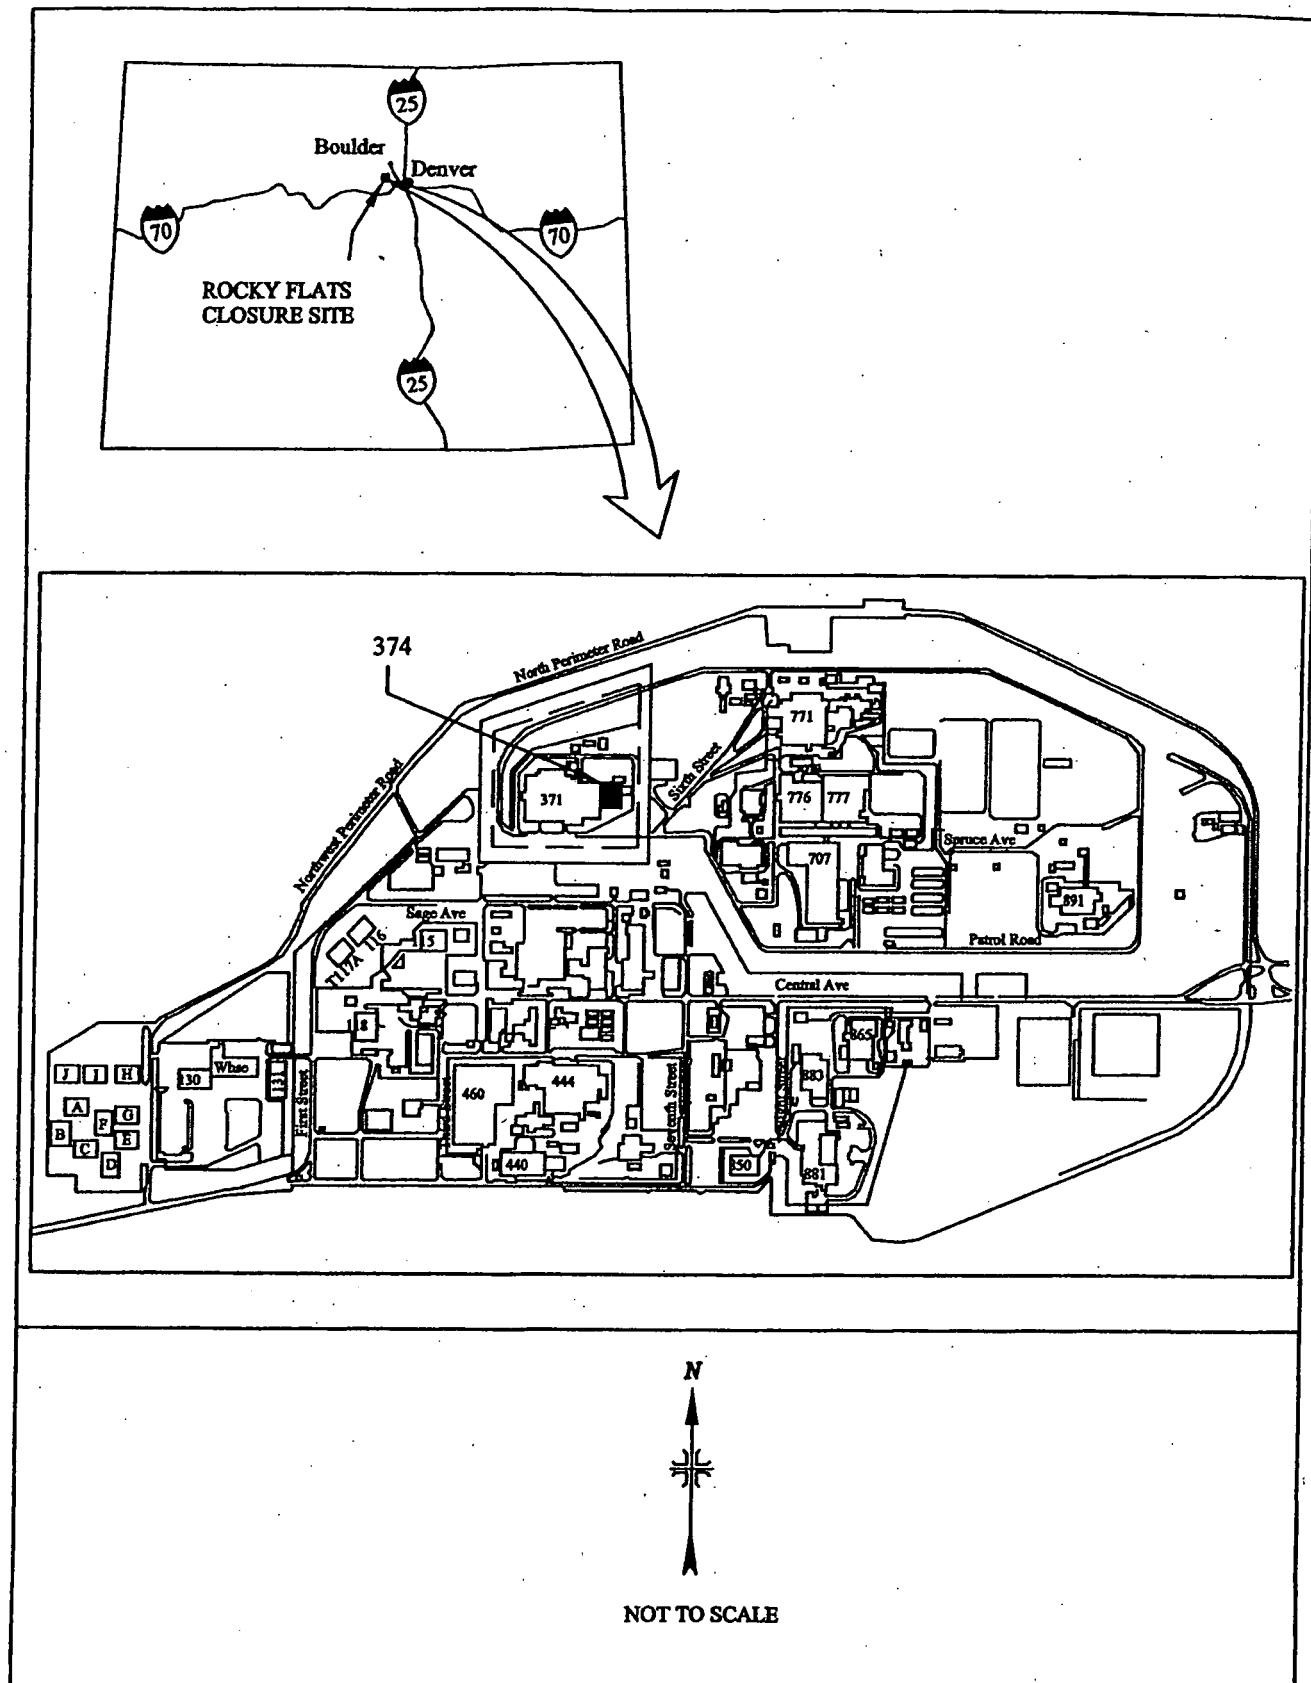 25
Boulder
Denver
70
70
ROCKY FLATS
CLOSURE SITE
25
374
North Perimeter Road
Northwest Perimeter Road
Sixth Street
771
371
776
777
707
Spruce Ave
891
Patrol Road
Sage Ave
T117A
116
15
Central Ave
18
865
883
J
I
H
A
G
F
B
E
C
D
130
Whse
131
First Street
460
444
Seventh Street
440
850
881
N
NOT TO SCALE